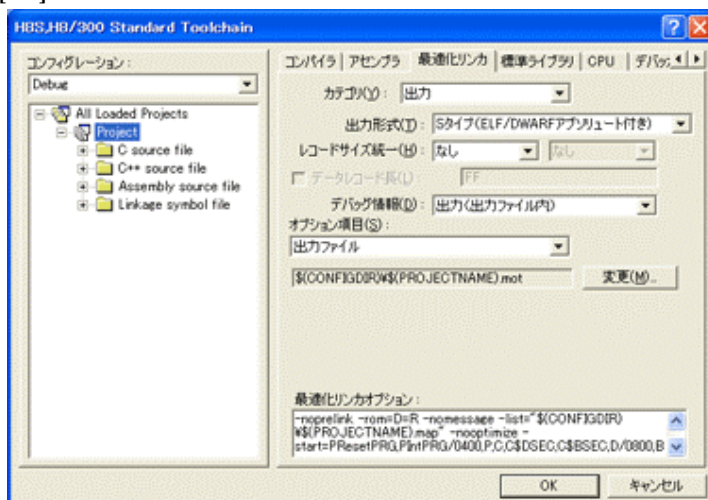 H8S,H8/300 Standard Toolchain
コンフィグレーション :
Debug
All Loaded Projects
Project
C source file
C++ source file
Assembly source file
Linkage symbol file
コンパイラ アセンブラ 最適化リンカ 標準ライブラリ CPU デバッ
カテゴリ(Y) : 出力
出力形式(T) : Sタイプ(ELF/DWARFアブソリュート付き)
レコードサイズ統一(H) : なし なし
データレコード長(L) : FF
デバッグ情報(D) : 出力(出力ファイル内)
オプション項目(S) :
出力ファイル
$(CONFIGDIR)¥$(PROJECTNAME).mot 変更(M)...
最適化リンカオプション :
-noprelink -rom=D=R -nomessage -list="$(CONFIGDIR)
¥$(PROJECTNAME).map" -nooptimize -
start=PResetPRG,PIntPRG/0400,P,C,C$DSEC,C$BSEC,D/0800,B
OK キャンセル